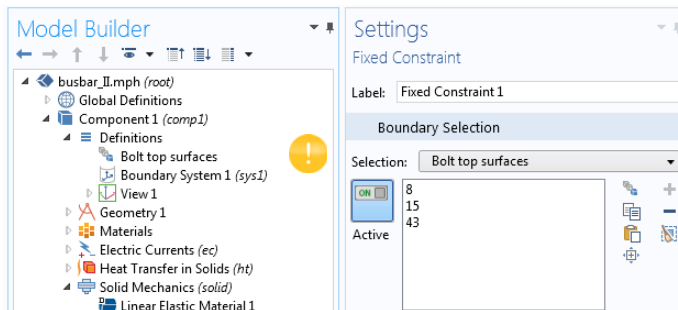 Model Builder
busbar_II.mph (root)
Global Definitions
Component 1 (comp1)
Definitions
Bolt top surfaces
Boundary System 1 (sys1)
View 1
Geometry 1
Materials
Electric Currents (ec)
Heat Transfer in Solids (ht)
Solid Mechanics (solid)
Linear Elastic Material 1
Settings
Fixed Constraint
Label: Fixed Constraint 1
Boundary Selection
Selection: Bolt top surfaces
ON
Active
8
15
43